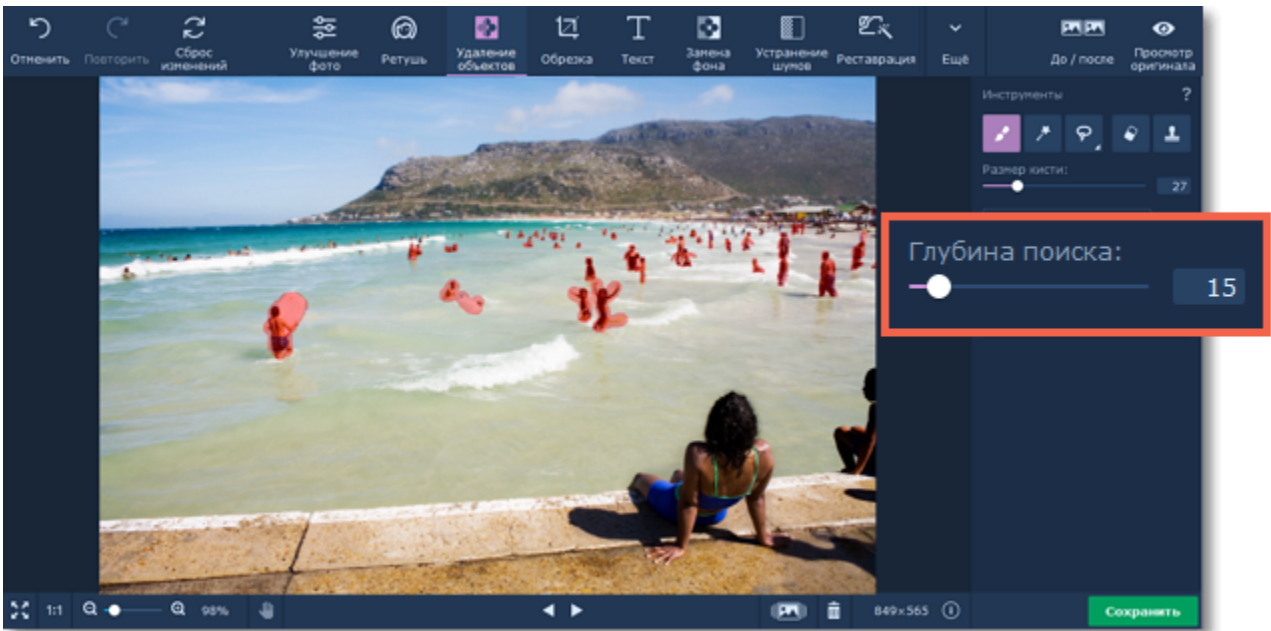 Отменить
Повторить
Сброс
изменений
Улучшение
фото
Ретушь
Удаление
объектов
Обрезка
Текст
Замена
фона
Устранение
шумов
Реставрация
Ещё
До / после
Просмотр
оригинала
Инструменты ?
Размер кисти:
27
Глубина поиска:
15
1:1
98%
849×565
Сохранить